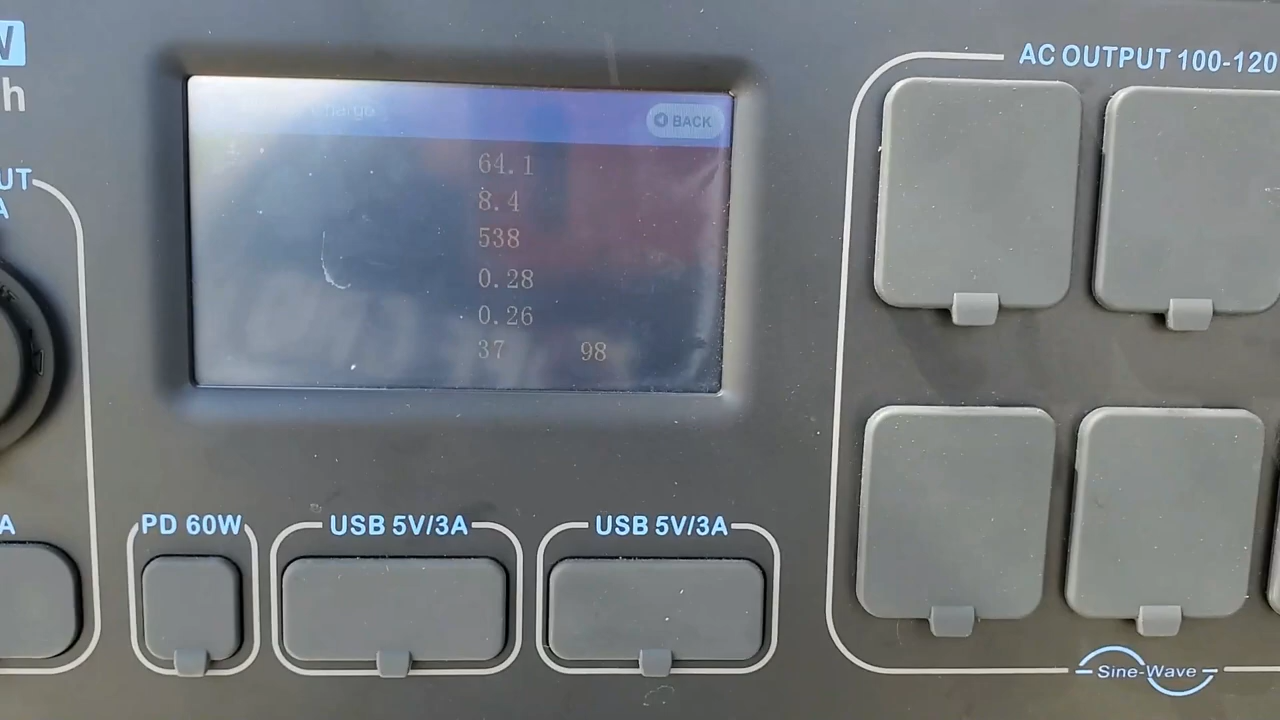 W
h
AC OUTPUT 100-120
BACK
64.1
8.4
538
0.28
0.26
37 98
UT
A
A
PD 60W
USB 5V/3A
USB 5V/3A
Sine-Wave